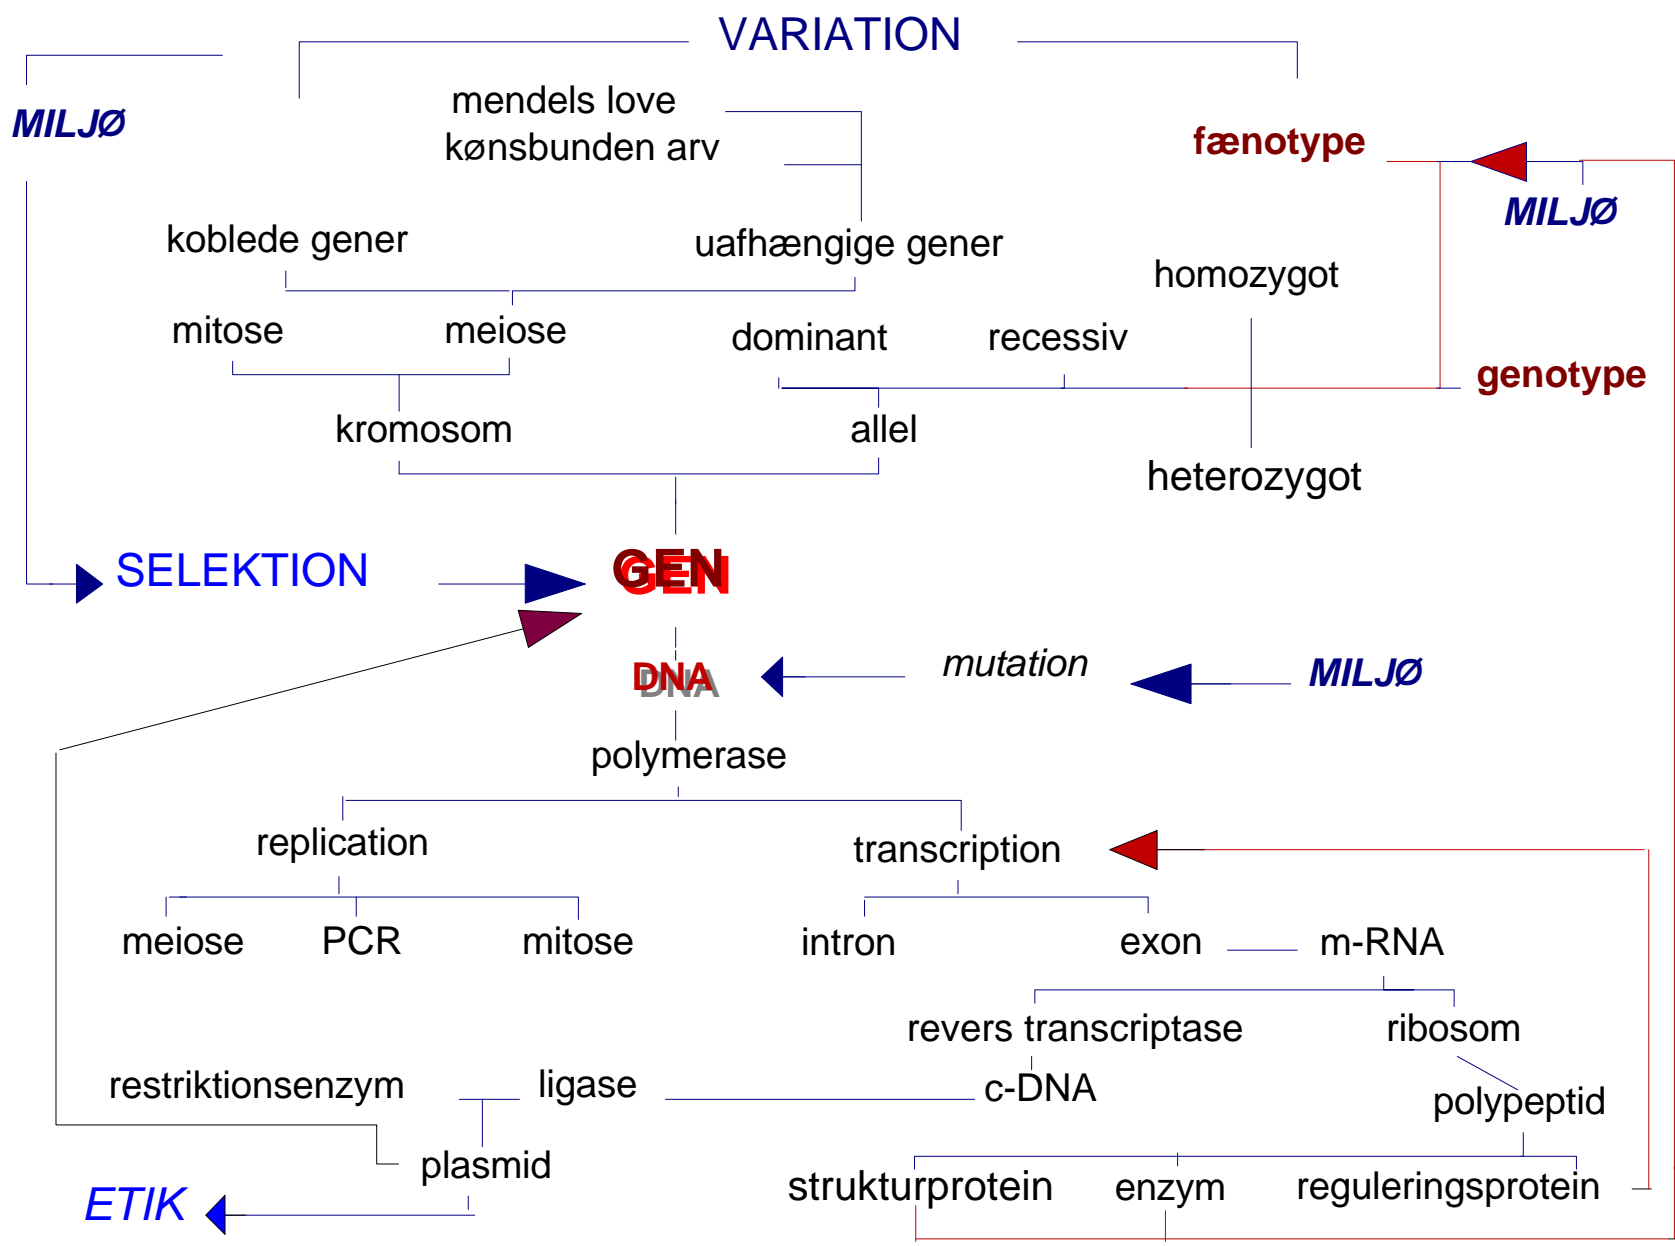 VARIATION
MILJØ
mendels love
kønsbunden arv
fænotype
MILJØ
koblede gener
uafhængige gener
homozygot
mitose
meiose
dominant
recessiv
genotype
kromosom
allel
heterozygot
SELEKTION
GEN
DNA
mutation
MILJØ
polymerase
replication
transcription
meiose
PCR
mitose
intron
exon
m-RNA
revers transcriptase
ribosom
restriktionsenzym
ligase
c-DNA
polypeptid
plasmid
strukturprotein
enzym
reguleringsprotein
ETIK